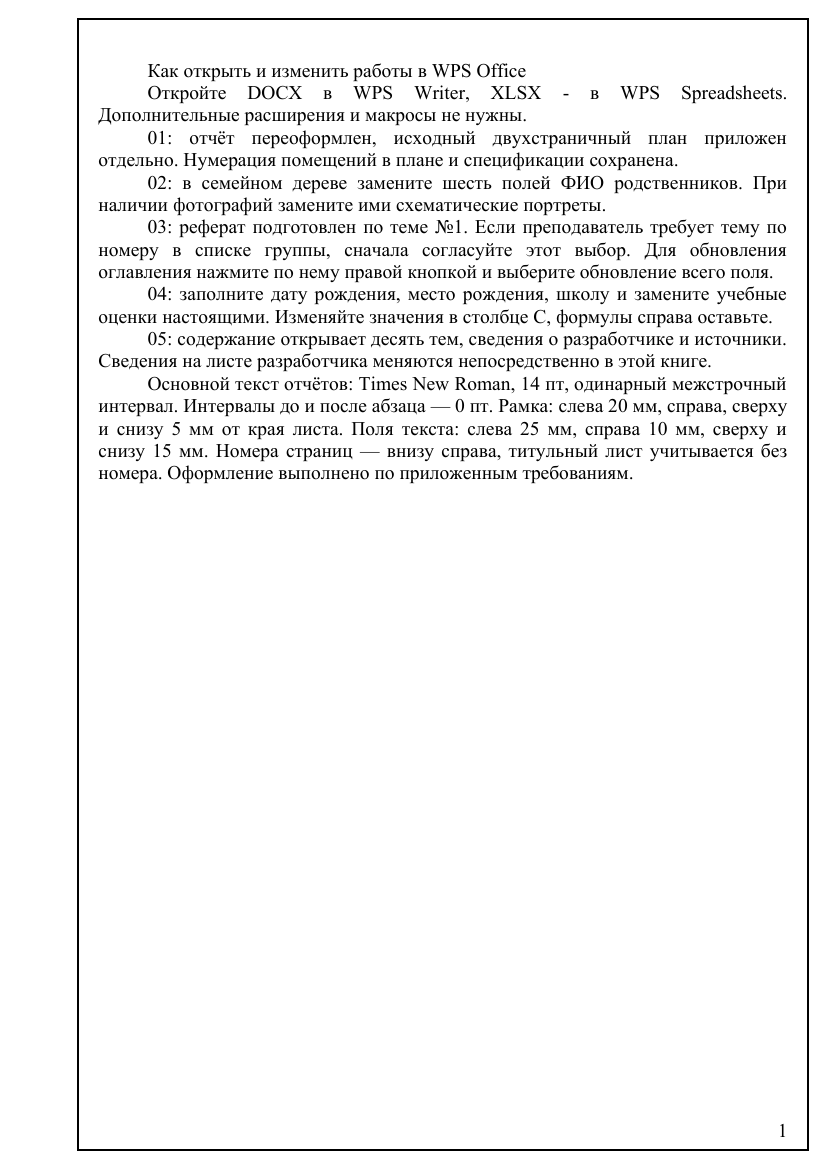 Как открыть и изменить работы в WPS Office
Откройте DOCX в WPS Writer, XLSX - в WPS Spreadsheets.
Дополнительные расширения и макросы не нужны.
01: отчёт переоформлен, исходный двухстраничный план приложен
отдельно. Нумерация помещений в плане и спецификации сохранена.
02: в семейном дереве замените шесть полей ФИО родственников. При
наличии фотографий замените ими схематические портреты.
03: реферат подготовлен по теме №1. Если преподаватель требует тему по
номеру в списке группы, сначала согласуйте этот выбор. Для обновления
оглавления нажмите по нему правой кнопкой и выберите обновление всего поля.
04: заполните дату рождения, место рождения, школу и замените учебные
оценки настоящими. Изменяйте значения в столбце C, формулы справа оставьте.
05: содержание открывает десять тем, сведения о разработчике и источники.
Сведения на листе разработчика меняются непосредственно в этой книге.
Основной текст отчётов: Times New Roman, 14 пт, одинарный межстрочный
интервал. Интервалы до и после абзаца — 0 пт. Рамка: слева 20 мм, справа, сверху
и снизу 5 мм от края листа. Поля текста: слева 25 мм, справа 10 мм, сверху и
снизу 15 мм. Номера страниц — внизу справа, титульный лист учитывается без
номера. Оформление выполнено по приложенным требованиям.
1